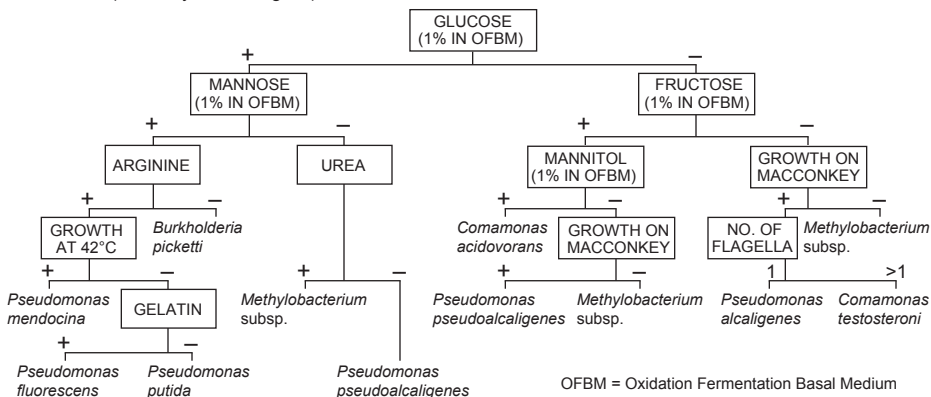 GLUCOSE
(1% IN OFBM)
+ –
MANNOSE
(1% IN OFBM)
FRUCTOSE
(1% IN OFBM)
+ – + –
ARGININE
UREA
MANNITOL
(1% IN OFBM)
GROWTH ON
MACCONKEY
+ – + – + –
GROWTH
AT 42°C
Burkholderia
picketti
Comamonas
acidovorans
GROWTH ON
MACCONKEY
NO. OF
FLAGELLA
Methylobacterium
subsp.
+ – + – + – 1 >1
Pseudomonas
mendocina
GELATIN
Methylobacterium
subsp.
Pseudomonas
pseudoalcaligenes
Methylobacterium
subsp.
Pseudomonas
alcaligenes
Comamonas
testosteroni
+ –
Pseudomonas
fluorescens
Pseudomonas
putida
Pseudomonas
pseudoalcaligenes
OFBM = Oxidation Fermentation Basal Medium